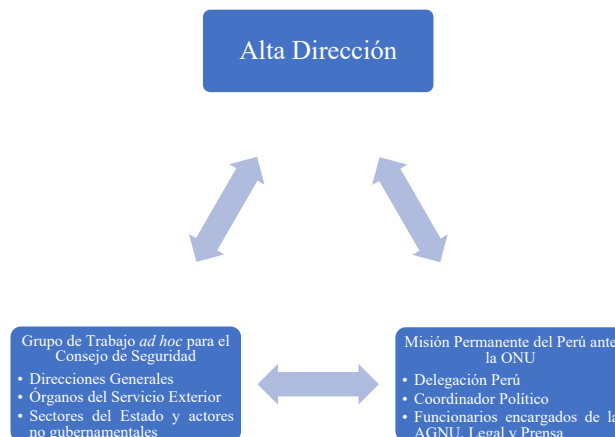 Alta Dirección
Grupo de Trabajo ad hoc para el
Consejo de Seguridad
• Direcciones Generales
• Órganos del Servicio Exterior
• Sectores del Estado y actores
no gubernamentales
Misión Permanente del Perú ante
la ONU
• Delegación Perú
• Coordinador Político
• Funcionarios encargados de la
AGNU, Legal y Prensa